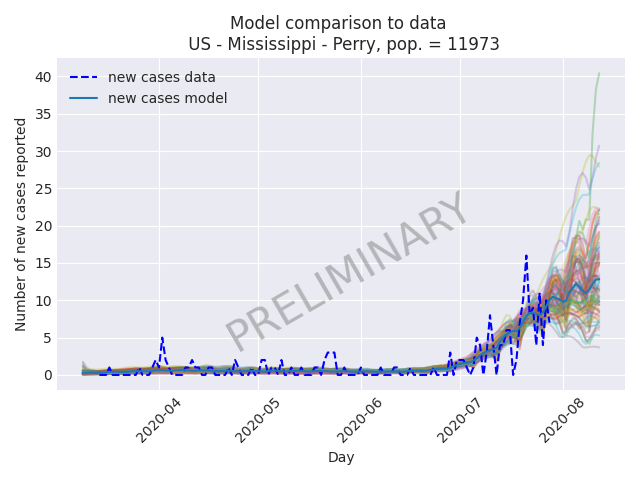 Model comparison to data
US - Mississippi - Perry, pop. = 11973
new cases data
new cases model
PRELIMINARY
Number of new cases reported
40
35
30
25
20
15
10
5
0
2020-04
2020-05
2020-06
2020-07
2020-08
Day